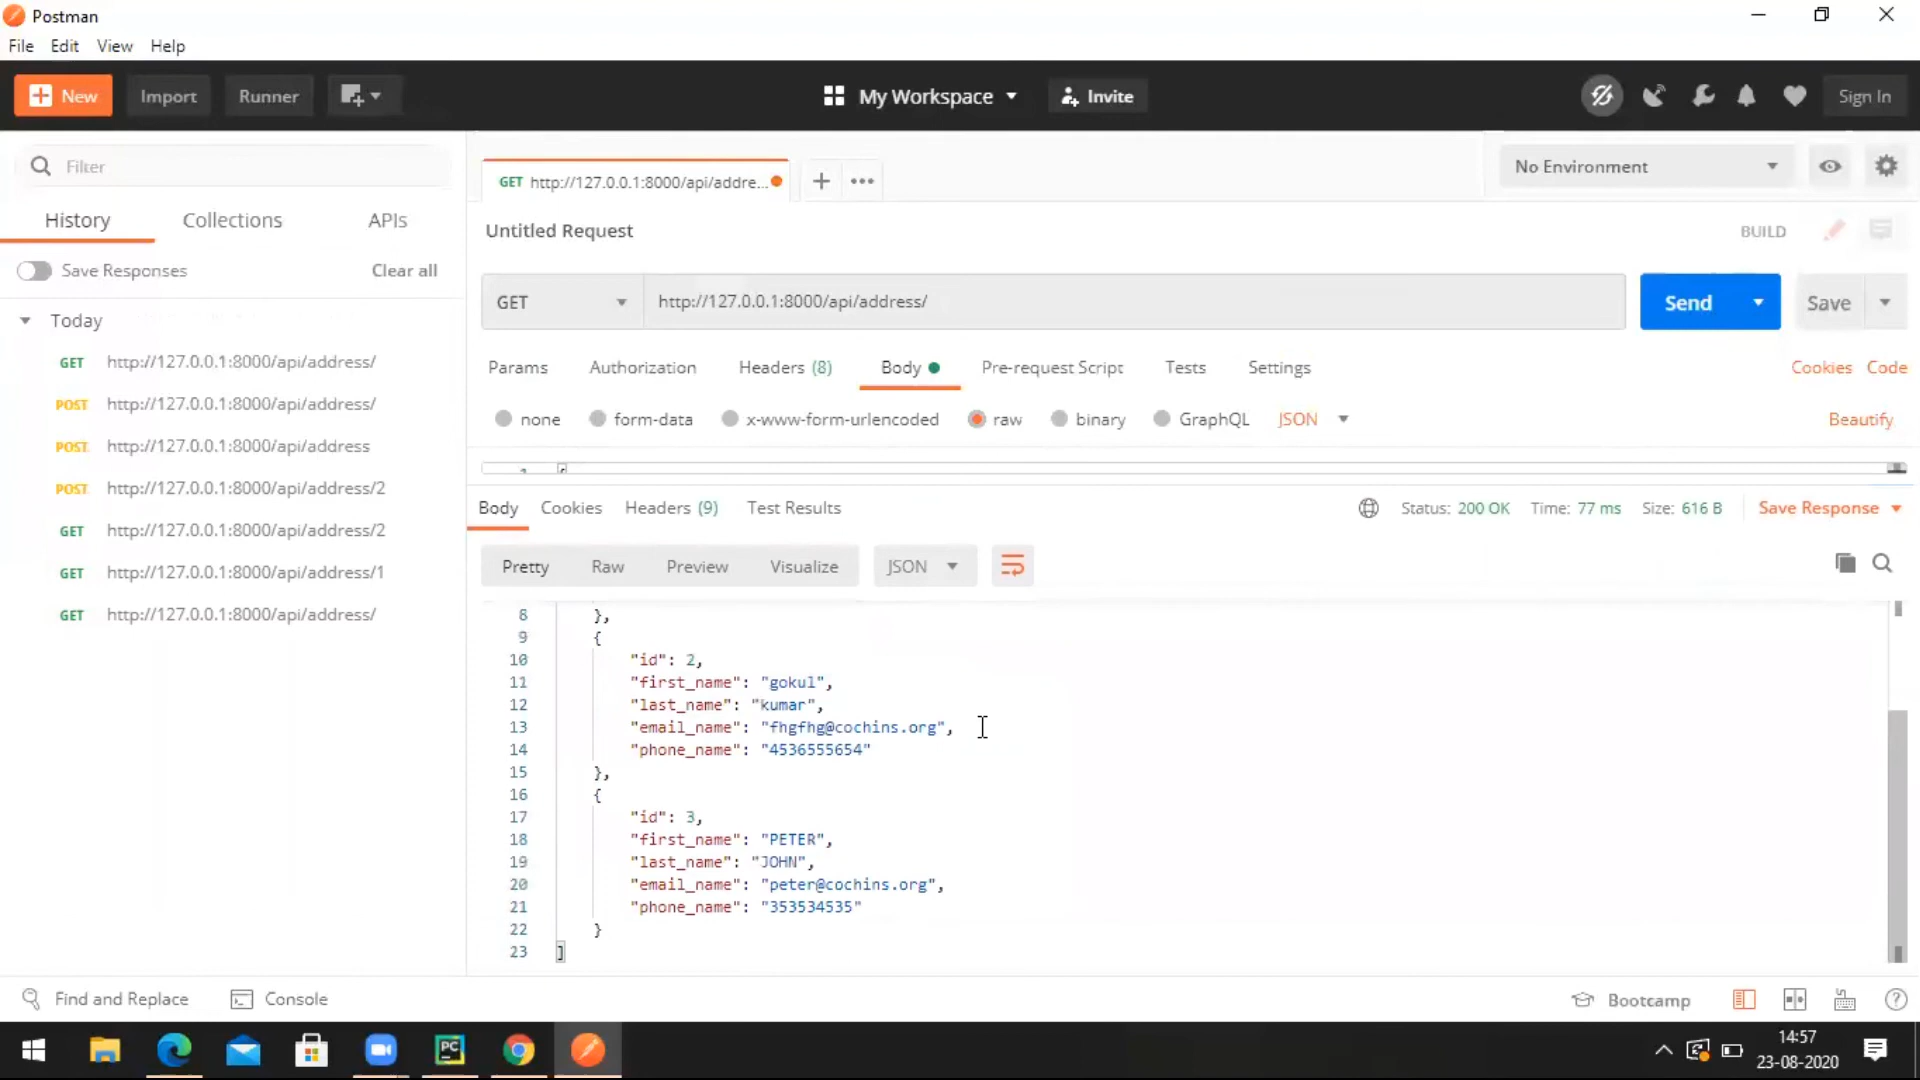 Postman
File Edit View Help
New Import Runner My Workspace Invite Sign In
Filter
History Collections APIs
Save Responses Clear all
Today
GET http://127.0.0.1:8000/api/address/
POST http://127.0.0.1:8000/api/address/
POST http://127.0.0.1:8000/api/address
POST http://127.0.0.1:8000/api/address/2
GET http://127.0.0.1:8000/api/address/2
GET http://127.0.0.1:8000/api/address/1
GET http://127.0.0.1:8000/api/address/
GET http://127.0.0.1:8000/api/addre... No Environment
Untitled Request BUILD
GET http://127.0.0.1:8000/api/address/ Send Save
Params Authorization Headers (8) Body Pre-request Script Tests Settings Cookies Code
none form-data x-www-form-urlencoded raw binary GraphQL JSON Beautify
Body Cookies Headers (9) Test Results Status: 200 OK Time: 77 ms Size: 616 B Save Response
Pretty Raw Preview Visualize JSON
8 },
9 {
10 "id": 2,
11 "first_name": "gokul",
12 "last_name": "kumar",
13 "email_name": "fhgfhg@cochins.org",
14 "phone_name": "4536555654"
15 },
16 {
17 "id": 3,
18 "first_name": "PETER",
19 "last_name": "JOHN",
20 "email_name": "peter@cochins.org",
21 "phone_name": "353534535"
22 }
23 ]
Find and Replace Console Bootcamp
PC
14:57
23-08-2020